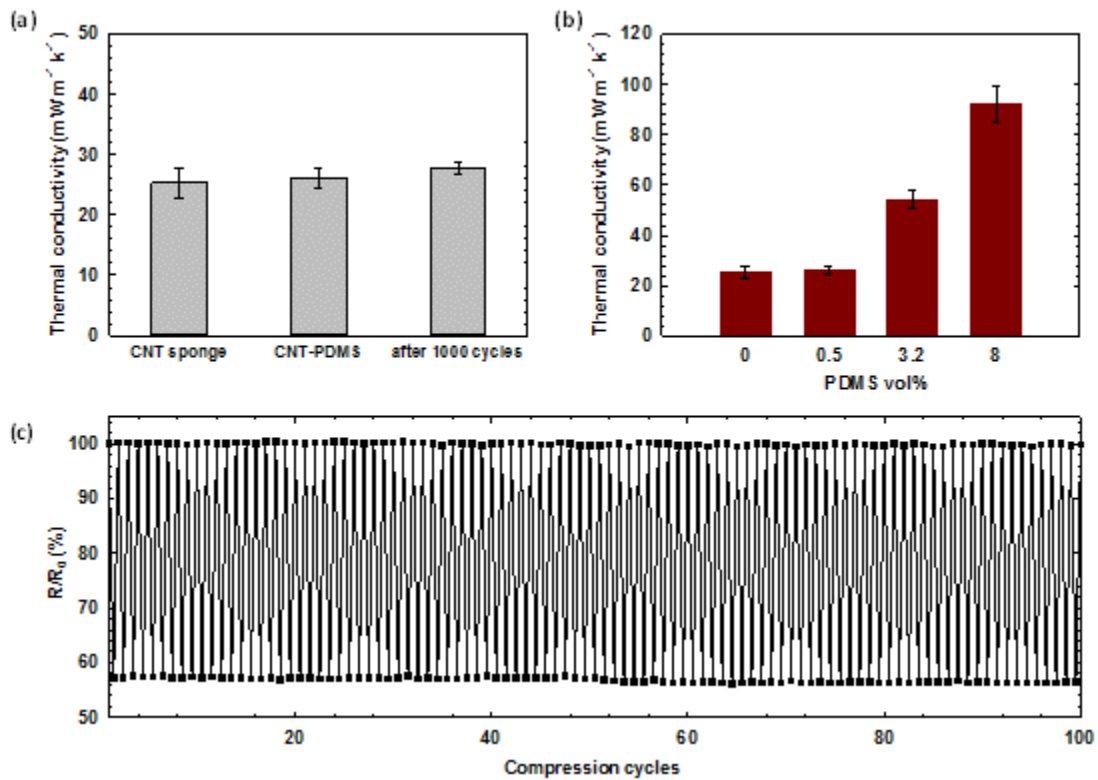 (a)
Thermal conductivity (mWm⁻¹ k⁻¹)
50
40
30
20
10
0
CNT sponge CNT-PDMS after 1000 cycles
(b)
Thermal conductivity (mWm⁻¹ k⁻¹)
120
100
80
60
40
20
0
0 0.5 3.2 8
PDMS vol%
(c)
R/R₀ (%)
100
90
80
70
60
50
20 40 60 80 100
Compression cycles